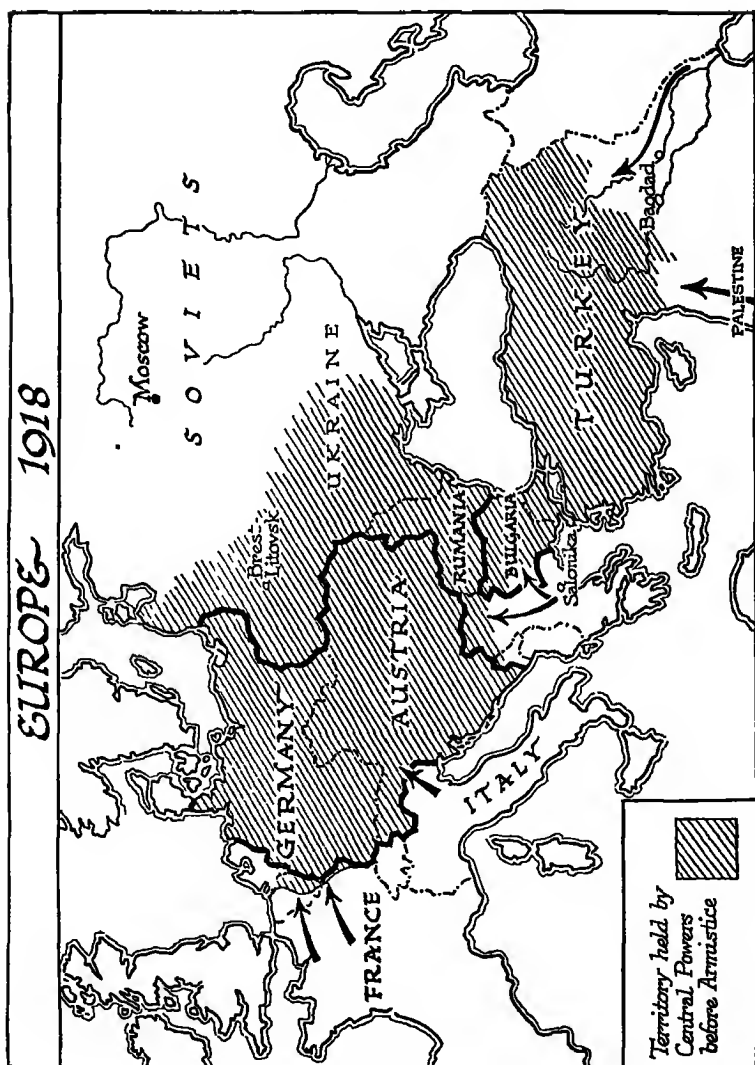 EUROPE 1918
Moscow
SOVIETS
UKRAINE
Brest
Litovsk
GERMANY
AUSTRIA
RUMANIA
BULGARIA
Salonika
TURKEY
Bagdad
PALESTINE
ITALY
FRANCE
Territory held by
Central Powers
before Armistice